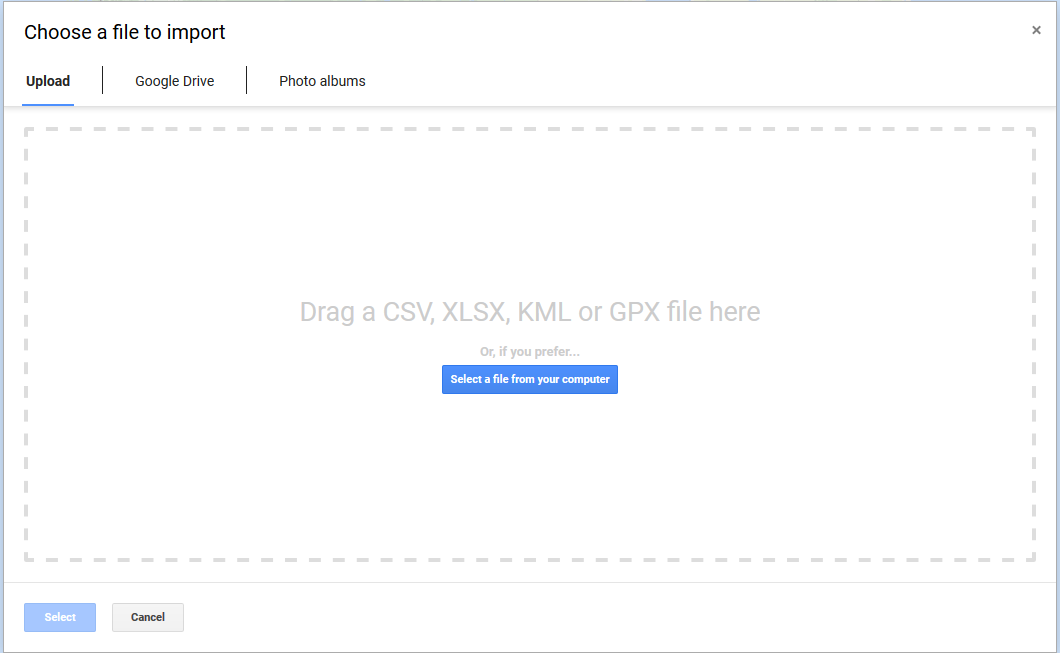 Choose a file to import
×
Upload
Google Drive
Photo albums
Drag a CSV, XLSX, KML or GPX file here
Or, if you prefer...
Select a file from your computer
Select
Cancel